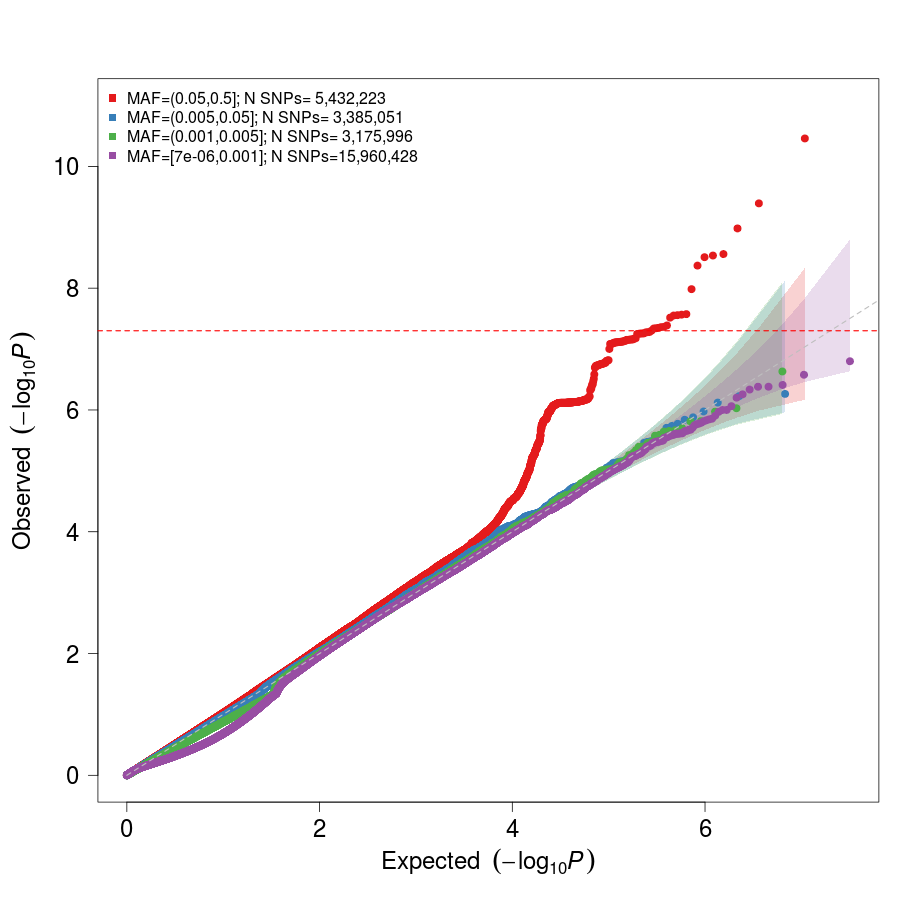 MAF=(0.05,0.5]; N SNPs= 5,432,223
MAF=(0.005,0.05]; N SNPs= 3,385,051
MAF=(0.001,0.005]; N SNPs= 3,175,996
MAF=[7e-06,0.001]; N SNPs=15,960,428
10
8
6
4
2
0
Observed (−log10P)
0 2 4 6
Expected (−log10P)